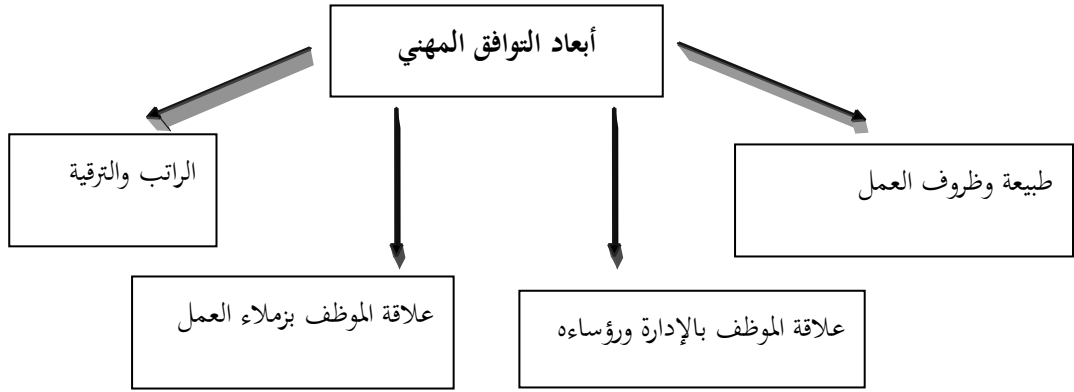 أبعاد التوافق المهني
طبيعة وظروف العمل
الراتب والترقية
علاقة الموظف بالإدارة ورؤساءه
علاقة الموظف بزملاء العمل